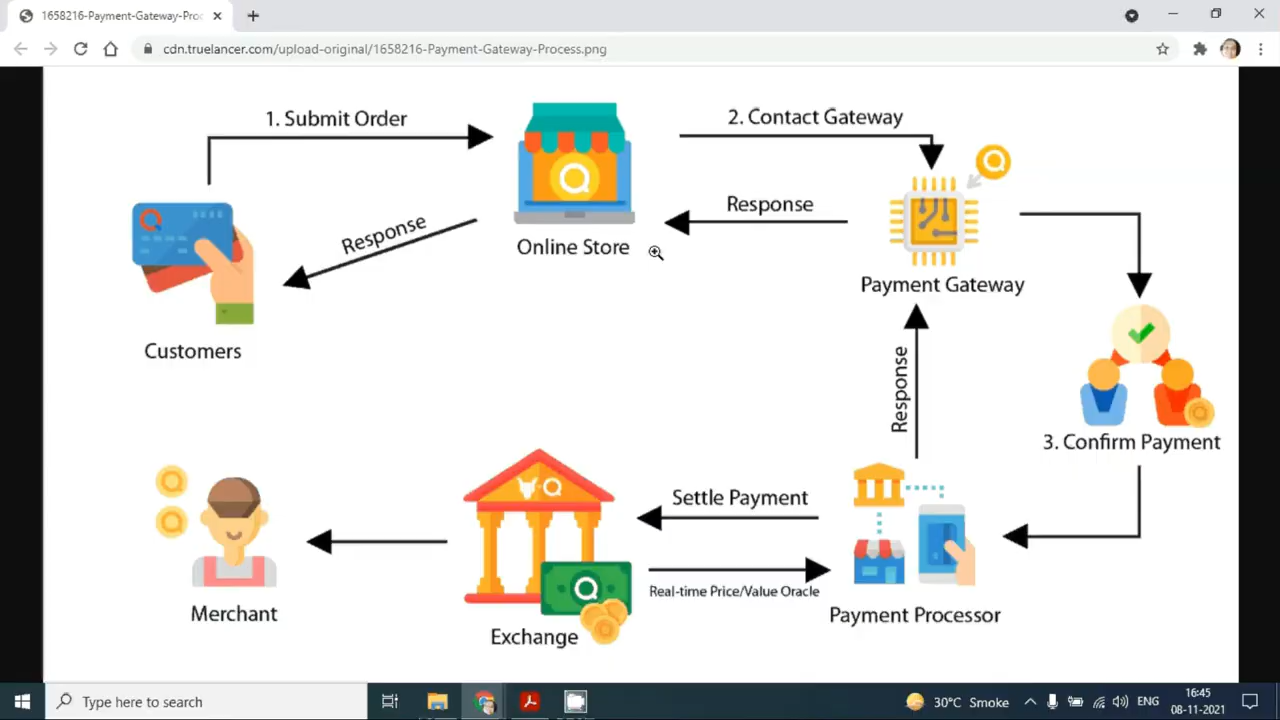 1658216-Payment-Gateway-Proc
cdn.truelancer.com/upload-original/1658216-Payment-Gateway-Process.png
1. Submit Order
2. Contact Gateway
Response
Response
Online Store
Payment Gateway
Customers
Response
3. Confirm Payment
Settle Payment
Real-time Price/Value Oracle
Merchant
Exchange
Payment Processor
Type here to search
30°C Smoke
ENG
16:45
08-11-2021